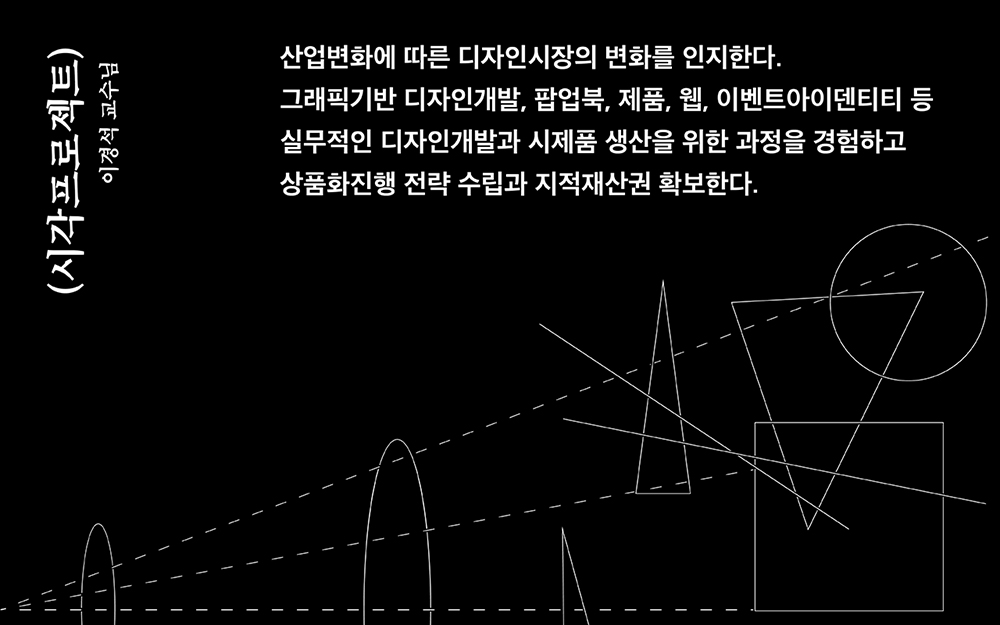 (시각프로젝트)
이경석 교수님
산업변화에 따른 디자인시장의 변화를 인지한다.
그래픽기반 디자인개발, 팝업북, 제품, 웹, 이벤트아이덴티티 등
실무적인 디자인개발과 시제품 생산을 위한 과정을 경험하고
상품화진행 전략 수립과 지적재산권 확보한다.